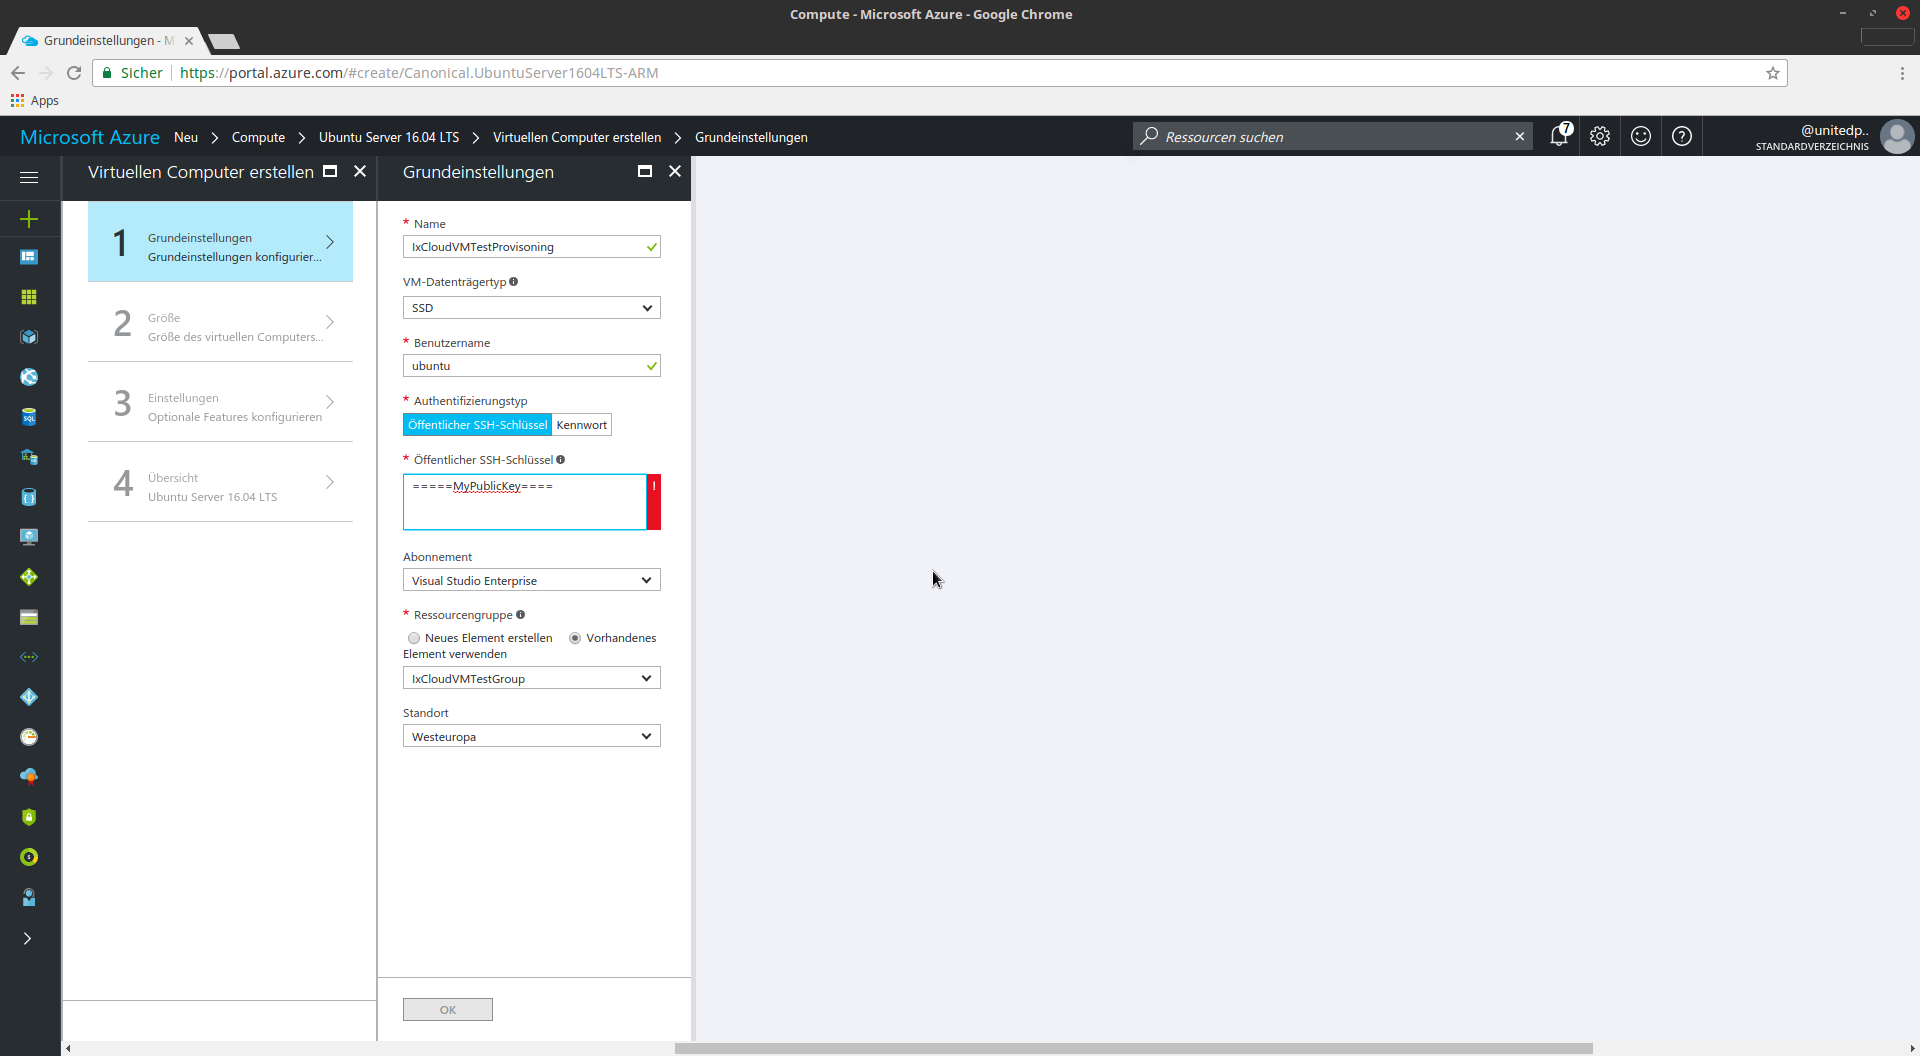 Compute - Microsoft Azure - Google Chrome
Grundeinstellungen - M
Sicher https://portal.azure.com/#create/Canonical.UbuntuServer1604LTS-ARM
Apps
Microsoft Azure Neu Compute Ubuntu Server 16.04 LTS Virtuellen Computer erstellen Grundeinstellungen Ressourcen suchen 7 @unitedp..
STANDARDVERZEICHNIS
Virtuellen Computer erstellen
1
Grundeinstellungen
Grundeinstellungen konfigurier...
2
Größe
Größe des virtuellen Computers...
3
Einstellungen
Optionale Features konfigurieren
4
Übersicht
Ubuntu Server 16.04 LTS
Grundeinstellungen
* Name
IxCloudVMTestProvisoning
VM-Datenträgertyp
SSD
* Benutzername
ubuntu
* Authentifizierungstyp
Öffentlicher SSH-Schlüssel Kennwort
* Öffentlicher SSH-Schlüssel
=====MyPublicKey==== !
Abonnement
Visual Studio Enterprise
* Ressourcengruppe
Neues Element erstellen Vorhandenes
Element verwenden
IxCloudVMTestGroup
Standort
Westeuropa
OK